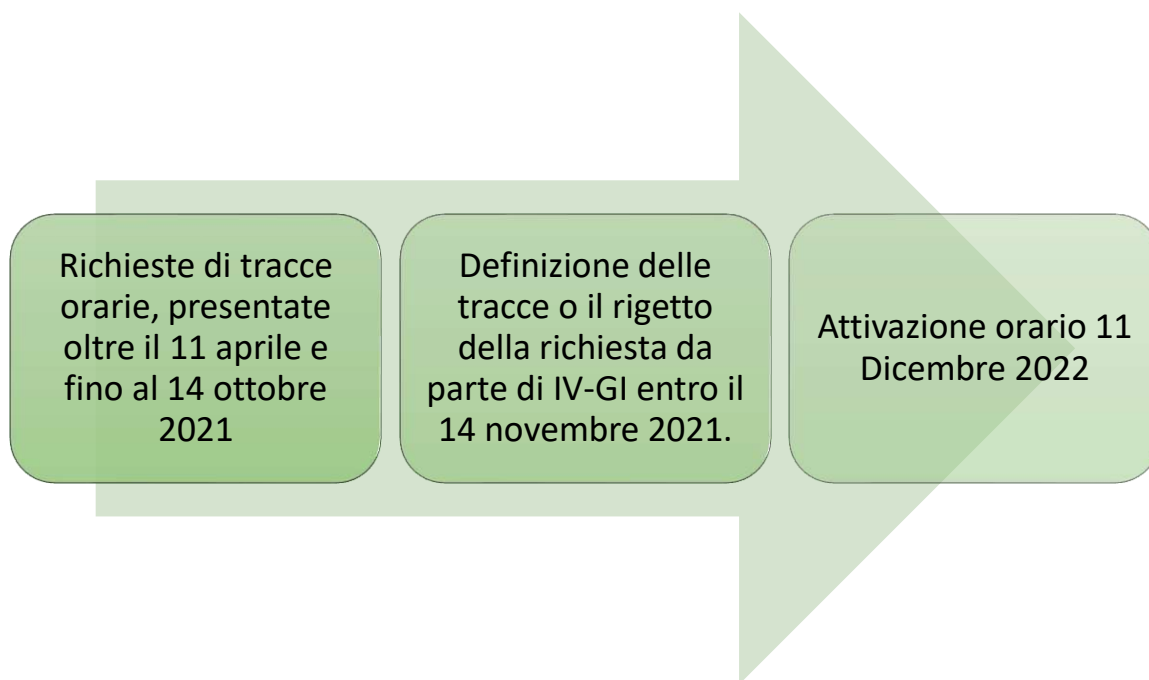 Richieste di tracce
orarie, presentate
oltre il 11 aprile e
fino al 14 ottobre
2021
Definizione delle
tracce o il rigetto
della richiesta da
parte di IV-GI entro il
14 novembre 2021.
Attivazione orario 11
Dicembre 2022